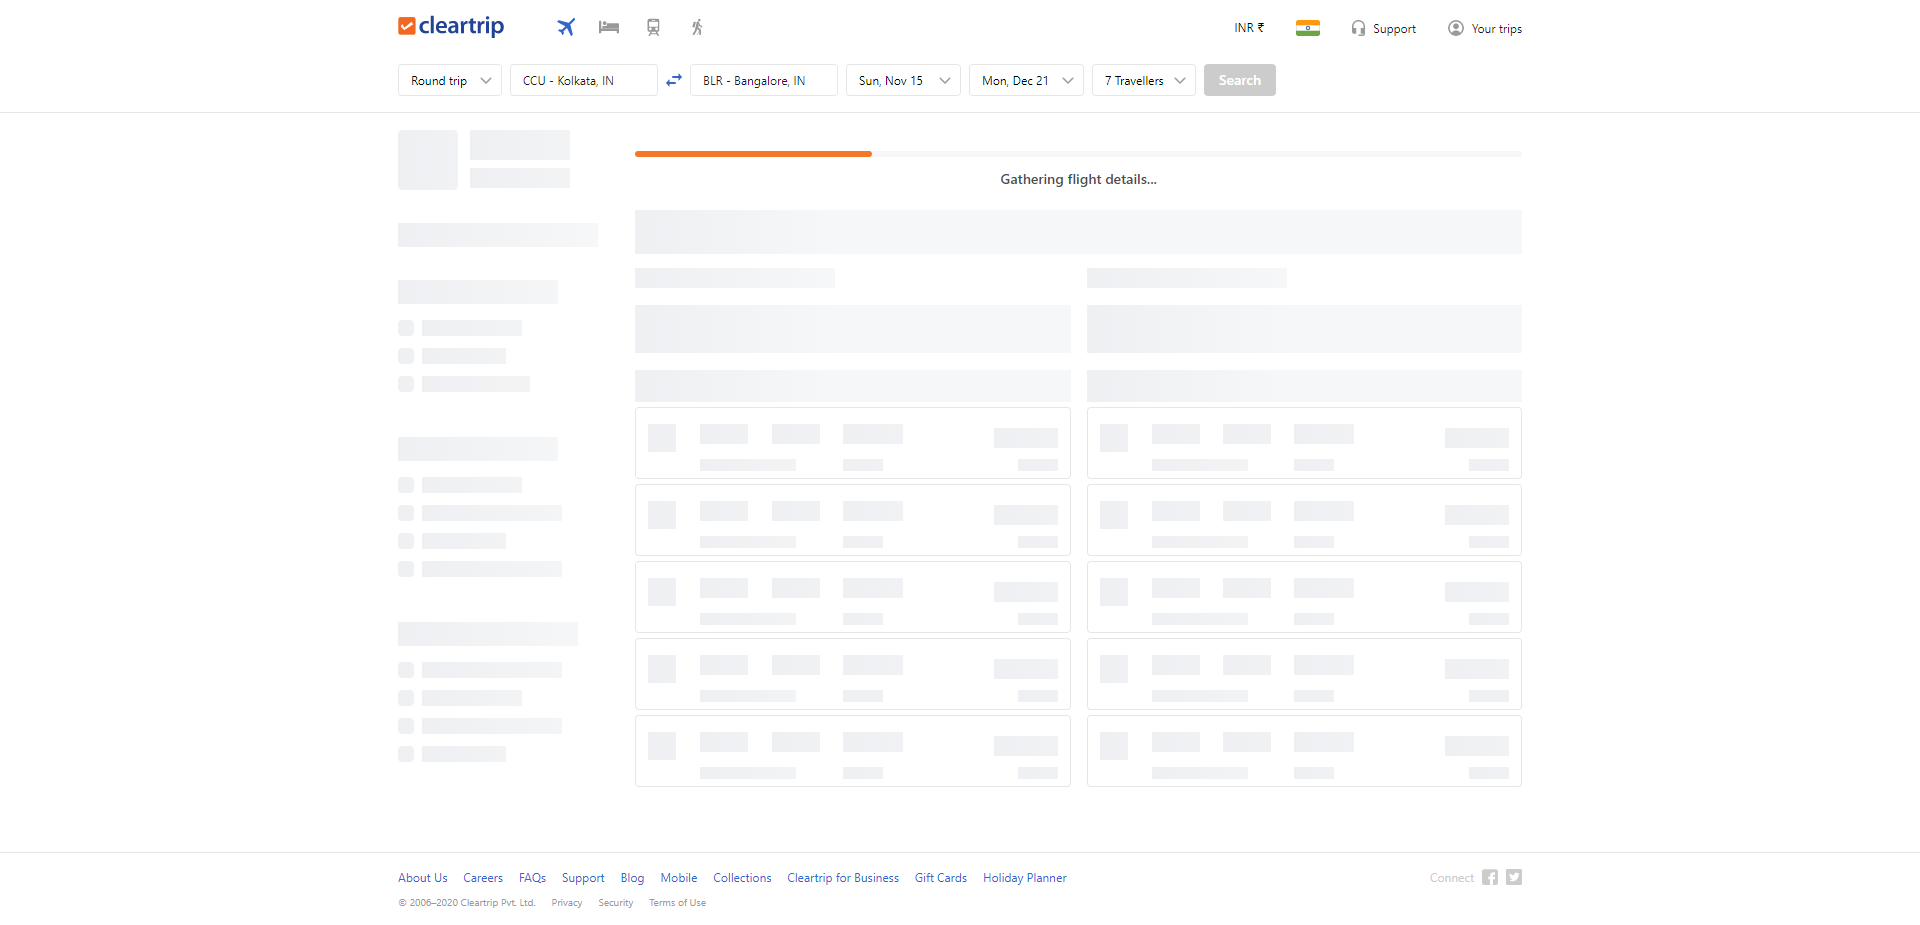 cleartrip
INR ₹
Support
Your trips
Round trip
CCU - Kolkata, IN
BLR - Bangalore, IN
Sun, Nov 15
Mon, Dec 21
7 Travellers
Search
Gathering flight details...
About Us Careers FAQs Support Blog Mobile Collections Cleartrip for Business Gift Cards Holiday Planner
Connect
© 2006–2020 Cleartrip Pvt. Ltd. Privacy Security Terms of Use